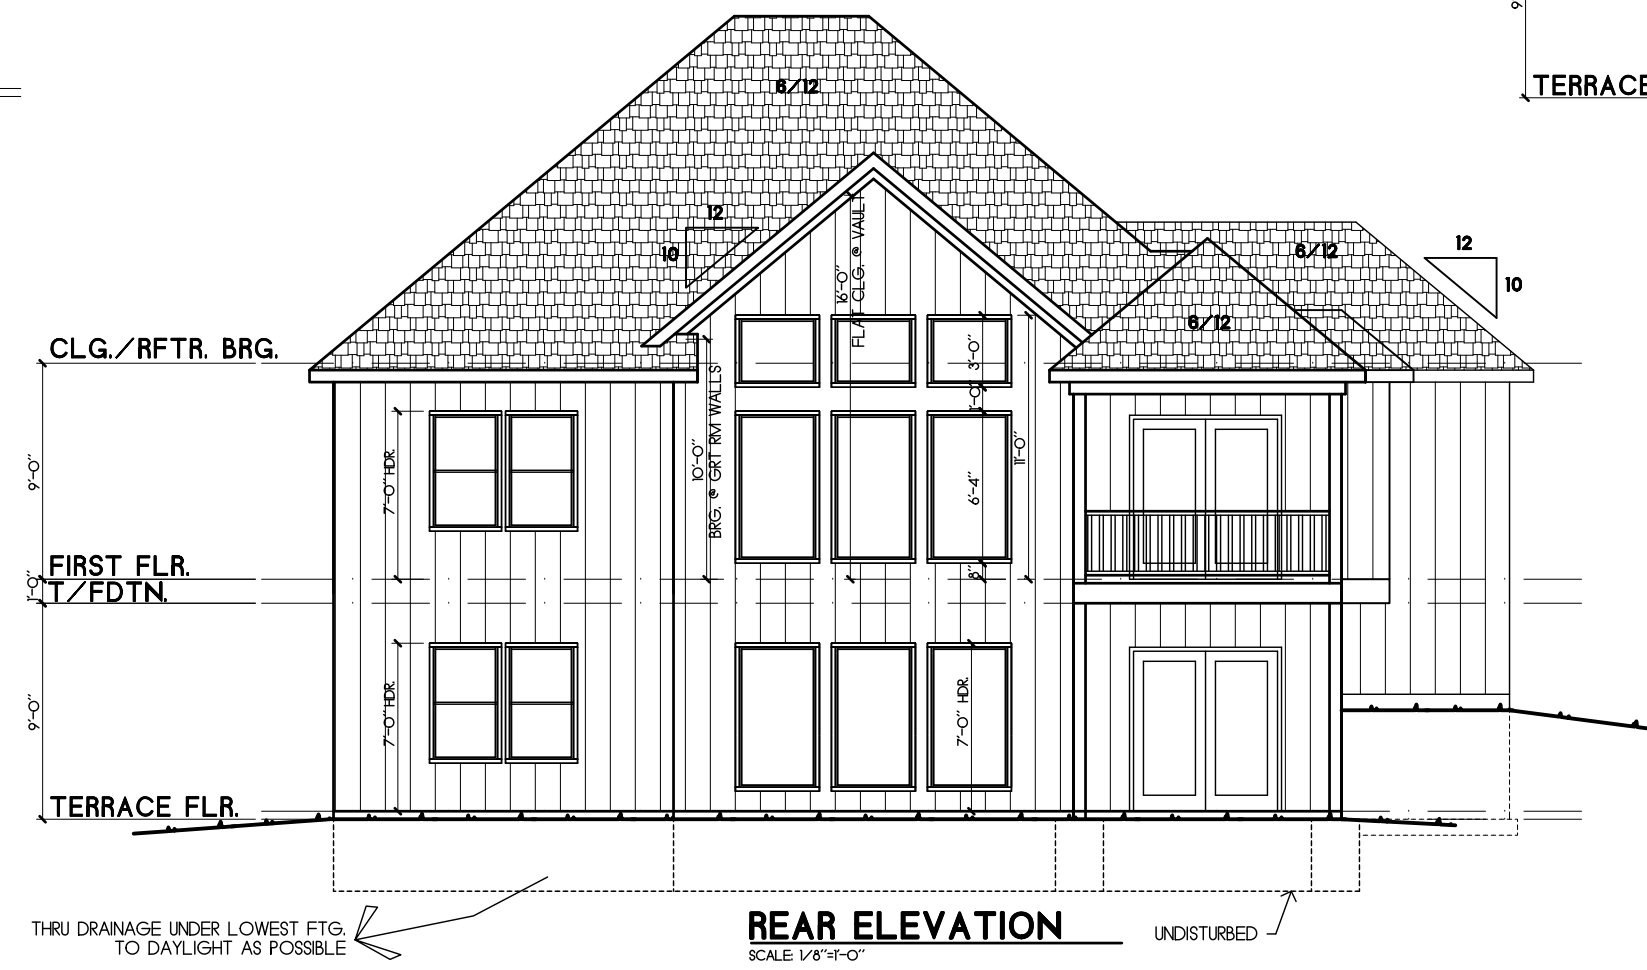 9
TERRACE
6/12
12
10
6/12
12
10
6/12
16'-0"
FLAT CLG. @ VAULT
CLG./RFTR. BRG.
3'-0"
1'-0"
10'-0"
BRG. @ GRT RM WALLS
11'-0"
9'-0"
7'-0" HDR.
6'-4"
8"
FIRST FLR.
1'-0"
T/FDTN.
9'-0"
7'-0" HDR.
7'-0" HDR.
TERRACE FLR.
THRU DRAINAGE UNDER LOWEST FTG.
TO DAYLIGHT AS POSSIBLE
REAR ELEVATION
SCALE: 1/8"=1'-0"
UNDISTURBED